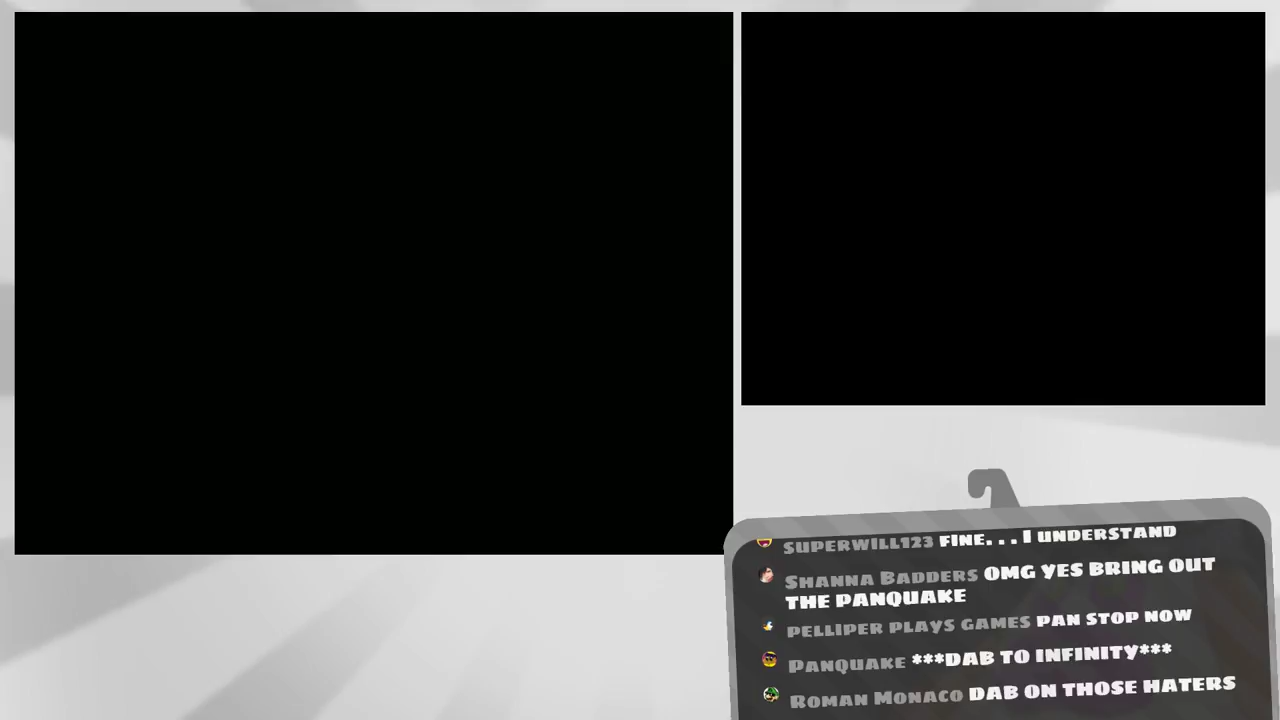 SUPERWILL123 FINE. . . I UNDERSTAND
SHANNA BADDERS OMG YES BRING OUT
THE PANQUAKE
PELLIPER PLAYS GAMES PAN STOP NOW
PANQUAKE ***DAB TO INFINITY***
ROMAN MONACO DAB ON THOSE HATERS